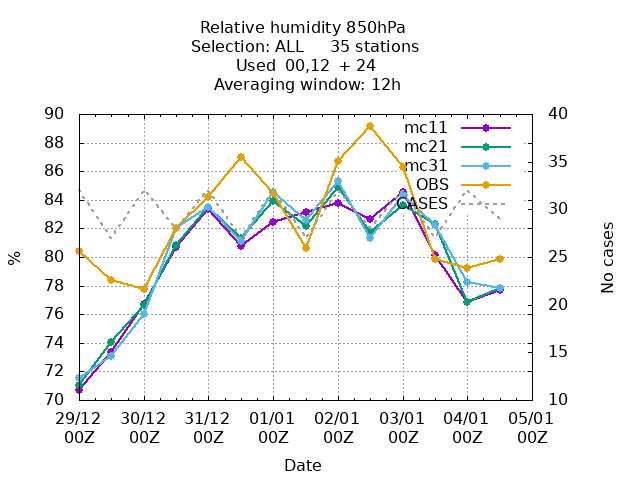 Relative humidity 850hPa
Selection: ALL 35 stations
Used 00,12 + 24
Averaging window: 12h
90
88
86
84
82
80
78
76
74
72
70
%
40
35
30
25
20
15
10
No cases
mc11
mc21
mc31
OBS
CASES
29/12 30/12 31/12 01/01 02/01 03/01 04/01 05/01
00Z 00Z 00Z 00Z 00Z 00Z 00Z 00Z
Date